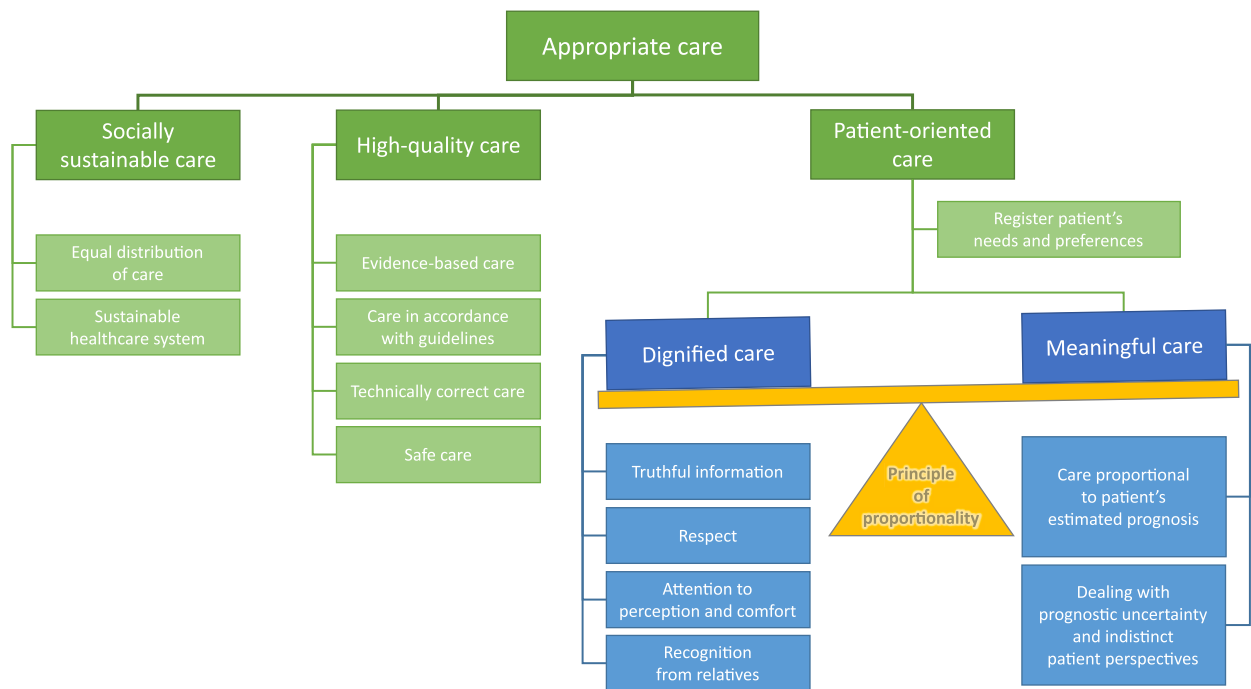 Appropriate care
Socially
sustainable care
High-quality care
Patient-oriented
care
Register patient's
needs and preferences
Equal distribution
of care
Sustainable
healthcare system
Evidence-based care
Care in accordance
with guidelines
Technically correct care
Safe care
Dignified care
Meaningful care
Principle
of
proportionality
Truthful information
Respect
Attention to
perception and comfort
Recognition
from relatives
Care proportional
to patient's
estimated prognosis
Dealing with
prognostic uncertainty
and indistinct
patient perspectives